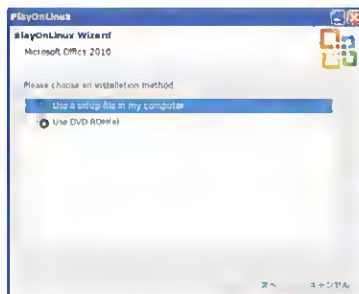 PlayOnLinux
PlayOnLinux Wizard
Microsoft Office 2010
Please choose an installation method
Use a setup file in my computer
Use DVD ROM(s)
次へ キャンセル